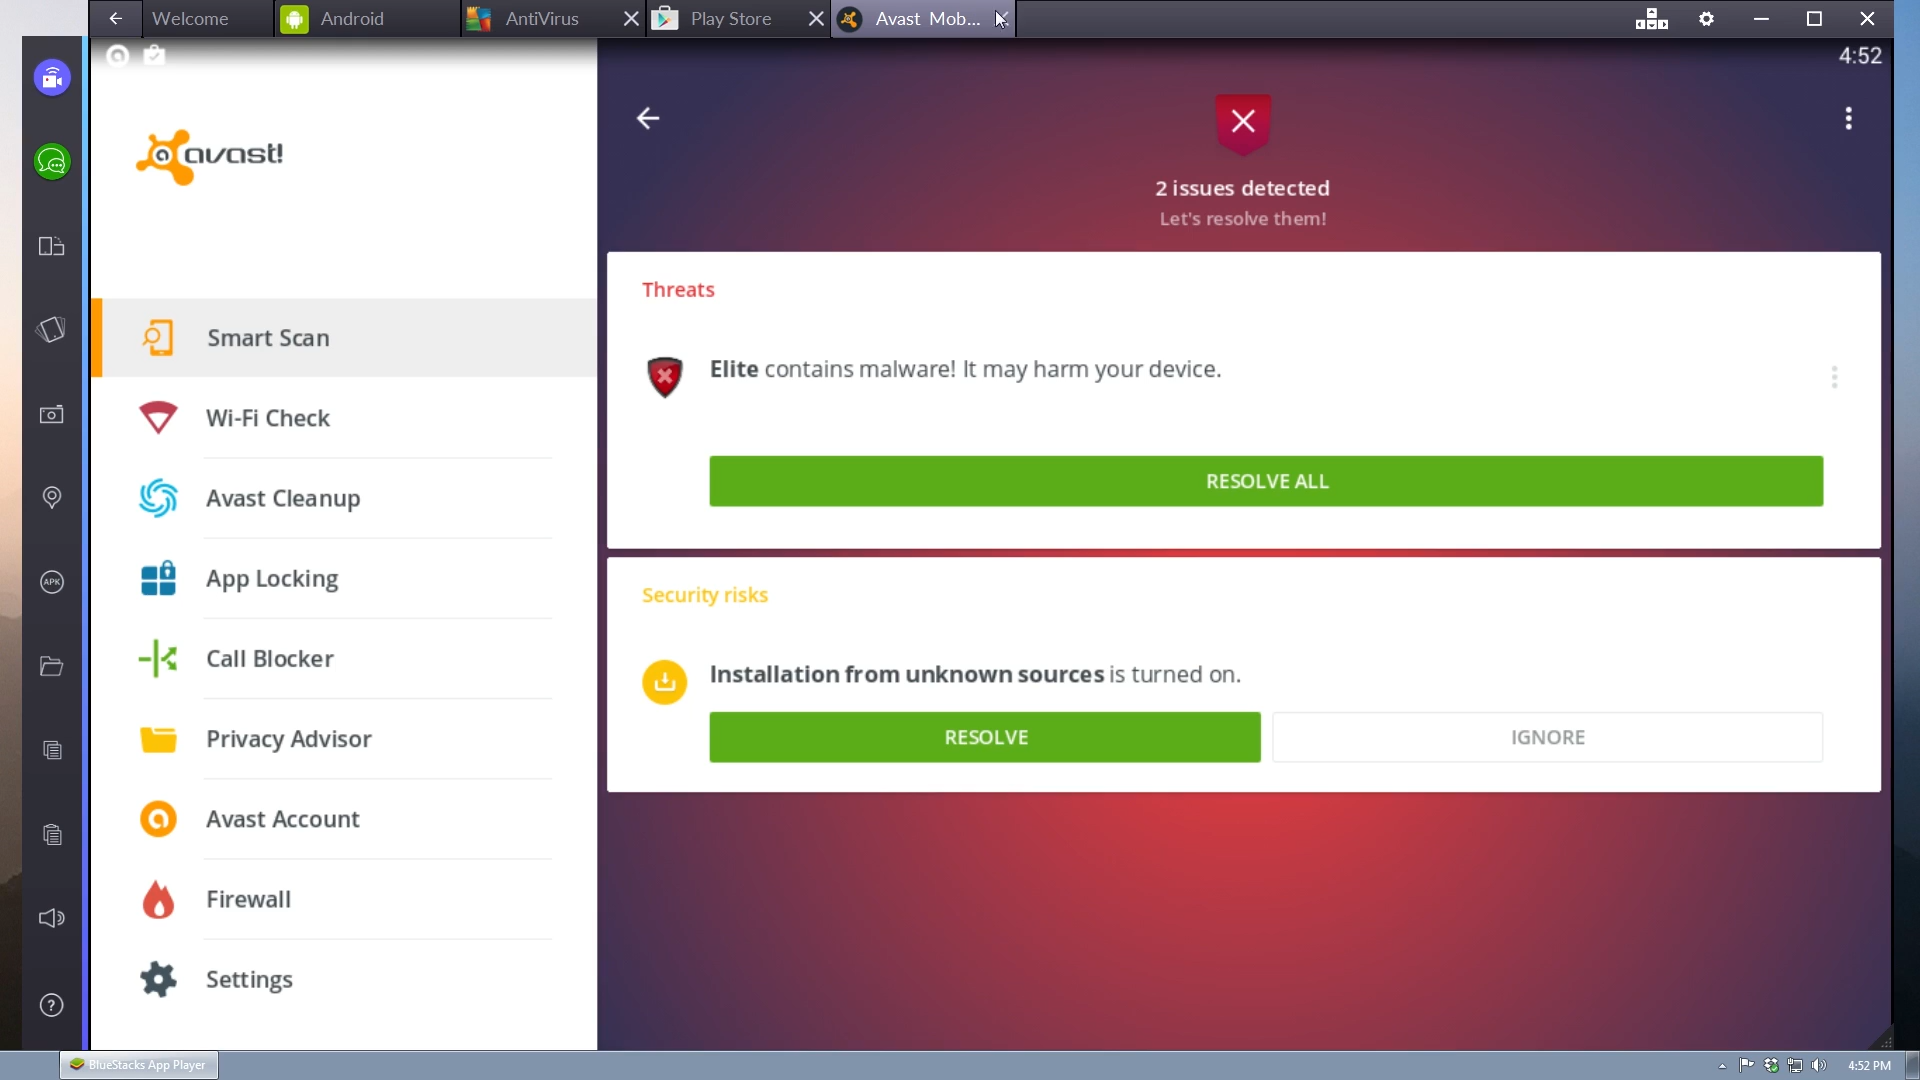 Welcome
Android
AntiVirus
Play Store
Avast Mob...
4:52
avast!
2 issues detected
Let's resolve them!
Threats
Smart Scan
Elite contains malware! It may harm your device.
Wi-Fi Check
RESOLVE ALL
Avast Cleanup
APK
App Locking
Security risks
Call Blocker
Installation from unknown sources is turned on.
Privacy Advisor
RESOLVE
IGNORE
Avast Account
Firewall
Settings
BlueStacks App Player
4:52 PM